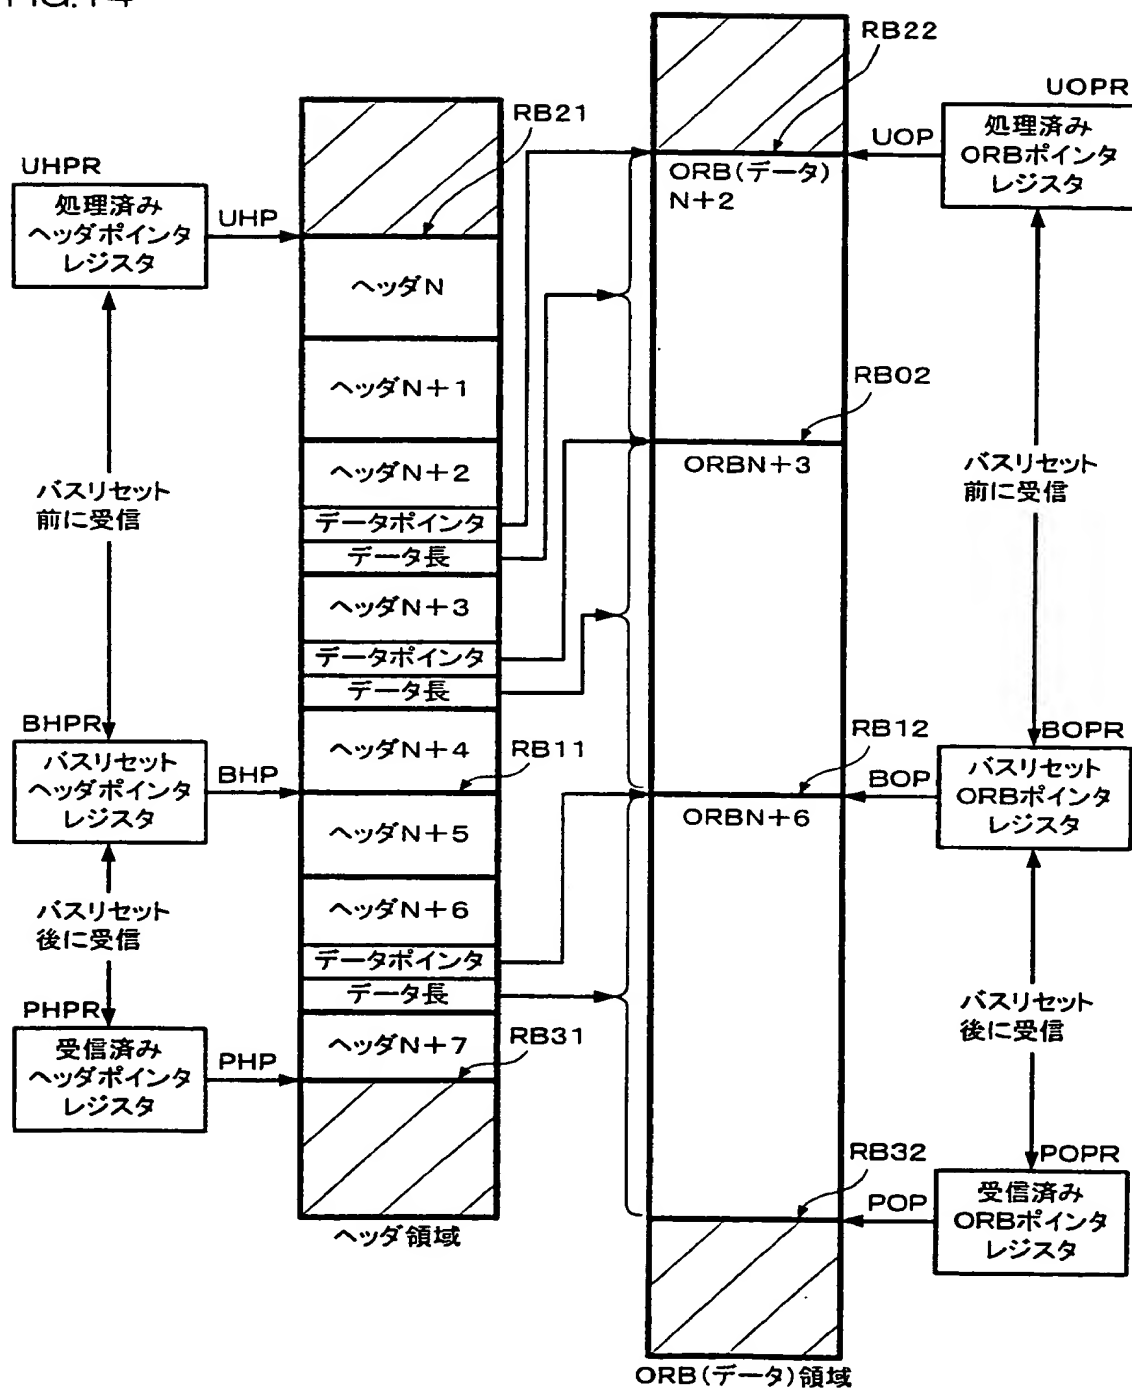 FIG.14
UHPR
処理済み
ヘッダポインタ
レジスタ
UHP
バスリセット
前に受信
BHPR
バスリセット
ヘッダポインタ
レジスタ
BHP
バスリセット
後に受信
PHPR
受信済み
ヘッダポインタ
レジスタ
PHP
RB21
ヘッダN
ヘッダN+1
ヘッダN+2
データポインタ
データ長
ヘッダN+3
データポインタ
データ長
ヘッダN+4
RB11
ヘッダN+5
ヘッダN+6
データポインタ
データ長
ヘッダN+7
RB31
ヘッダ領域
RB22
ORB(データ)
N+2
RB02
ORBN+3
RB12
ORBN+6
RB32
ORB(データ)領域
UOPR
UOP
処理済み
ORBポインタ
レジスタ
バスリセット
前に受信
BOPR
BOP
バスリセット
ORBポインタ
レジスタ
バスリセット
後に受信
POPR
POP
受信済み
ORBポインタ
レジスタ